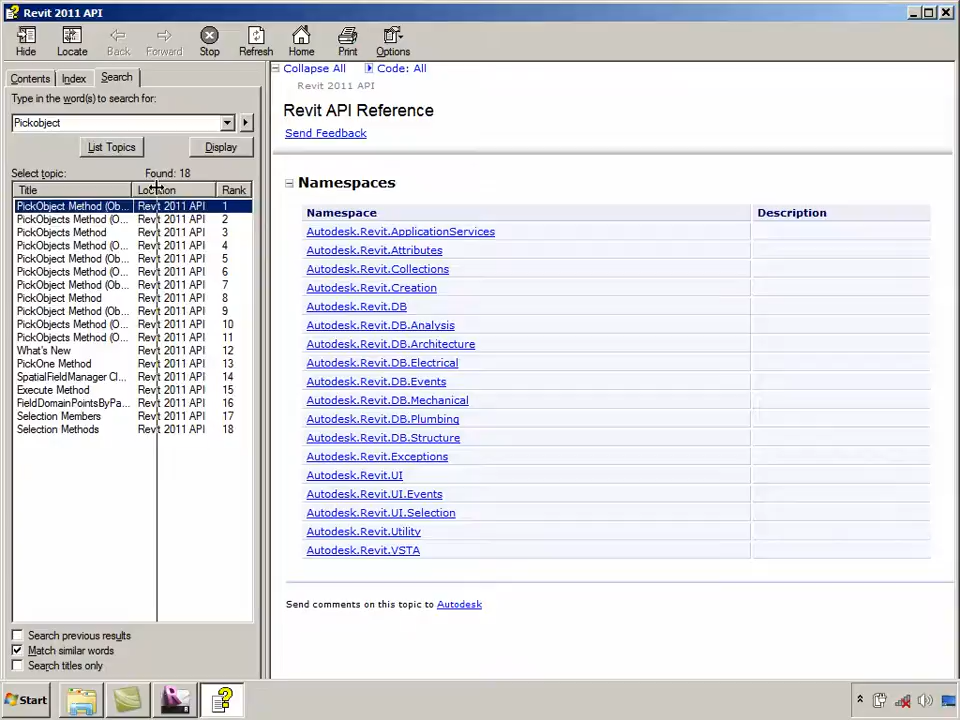 Revit 2011 API
Hide Locate Back Forward Stop Refresh Home Print Options
Contents Index Search
Type in the word(s) to search for:
Pickobject
List Topics Display
Select topic: Found: 18
Title Location Rank
PickObject Method (Ob... Revit 2011 API 1
PickObjects Method (O... Revit 2011 API 2
PickObjects Method Revit 2011 API 3
PickObjects Method (O... Revit 2011 API 4
PickObject Method (Ob... Revit 2011 API 5
PickObjects Method (O... Revit 2011 API 6
PickObject Method (Ob... Revit 2011 API 7
PickObject Method Revit 2011 API 8
PickObject Method (Ob... Revit 2011 API 9
PickObjects Method (O... Revit 2011 API 10
PickObjects Method (O... Revit 2011 API 11
What's New Revit 2011 API 12
PickOne Method Revit 2011 API 13
SpatialFieldManager Cl... Revit 2011 API 14
Execute Method Revit 2011 API 15
FieldDomainPointsByPa... Revit 2011 API 16
Selection Members Revit 2011 API 17
Selection Methods Revit 2011 API 18
Search previous results
Match similar words
Search titles only
Collapse All Code: All
Revit 2011 API
Revit API Reference
Send Feedback
Namespaces
Namespace Description
Autodesk.Revit.ApplicationServices
Autodesk.Revit.Attributes
Autodesk.Revit.Collections
Autodesk.Revit.Creation
Autodesk.Revit.DB
Autodesk.Revit.DB.Analysis
Autodesk.Revit.DB.Architecture
Autodesk.Revit.DB.Electrical
Autodesk.Revit.DB.Events
Autodesk.Revit.DB.Mechanical
Autodesk.Revit.DB.Plumbing
Autodesk.Revit.DB.Structure
Autodesk.Revit.Exceptions
Autodesk.Revit.UI
Autodesk.Revit.UI.Events
Autodesk.Revit.UI.Selection
Autodesk.Revit.Utility
Autodesk.Revit.VSTA
Send comments on this topic to Autodesk
Start